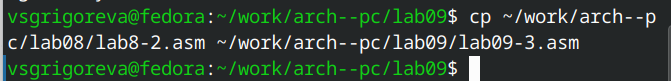 vsgrigoreva@fedora:~/work/arch--pc/lab09$ cp ~/work/arch--p
c/lab08/lab8-2.asm ~/work/arch--pc/lab09/lab09-3.asm
vsgrigoreva@fedora:~/work/arch--pc/lab09$